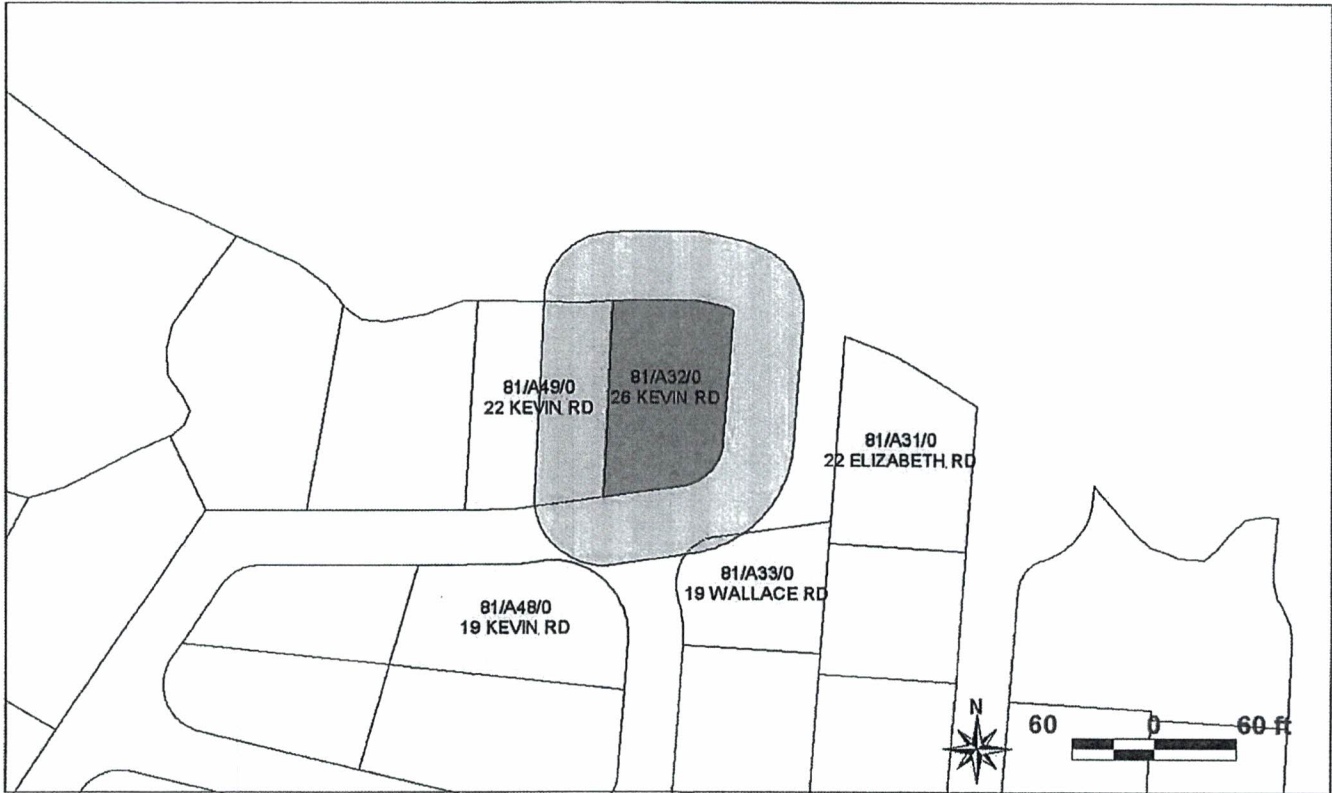 81/A49/0
22 KEVIN RD
81/A32/0
26 KEVIN RD
81/A31/0
22 ELIZABETH RD
81/A33/0
19 WALLACE RD
81/A48/0
19 KEVIN RD
N
60 0 60 ft